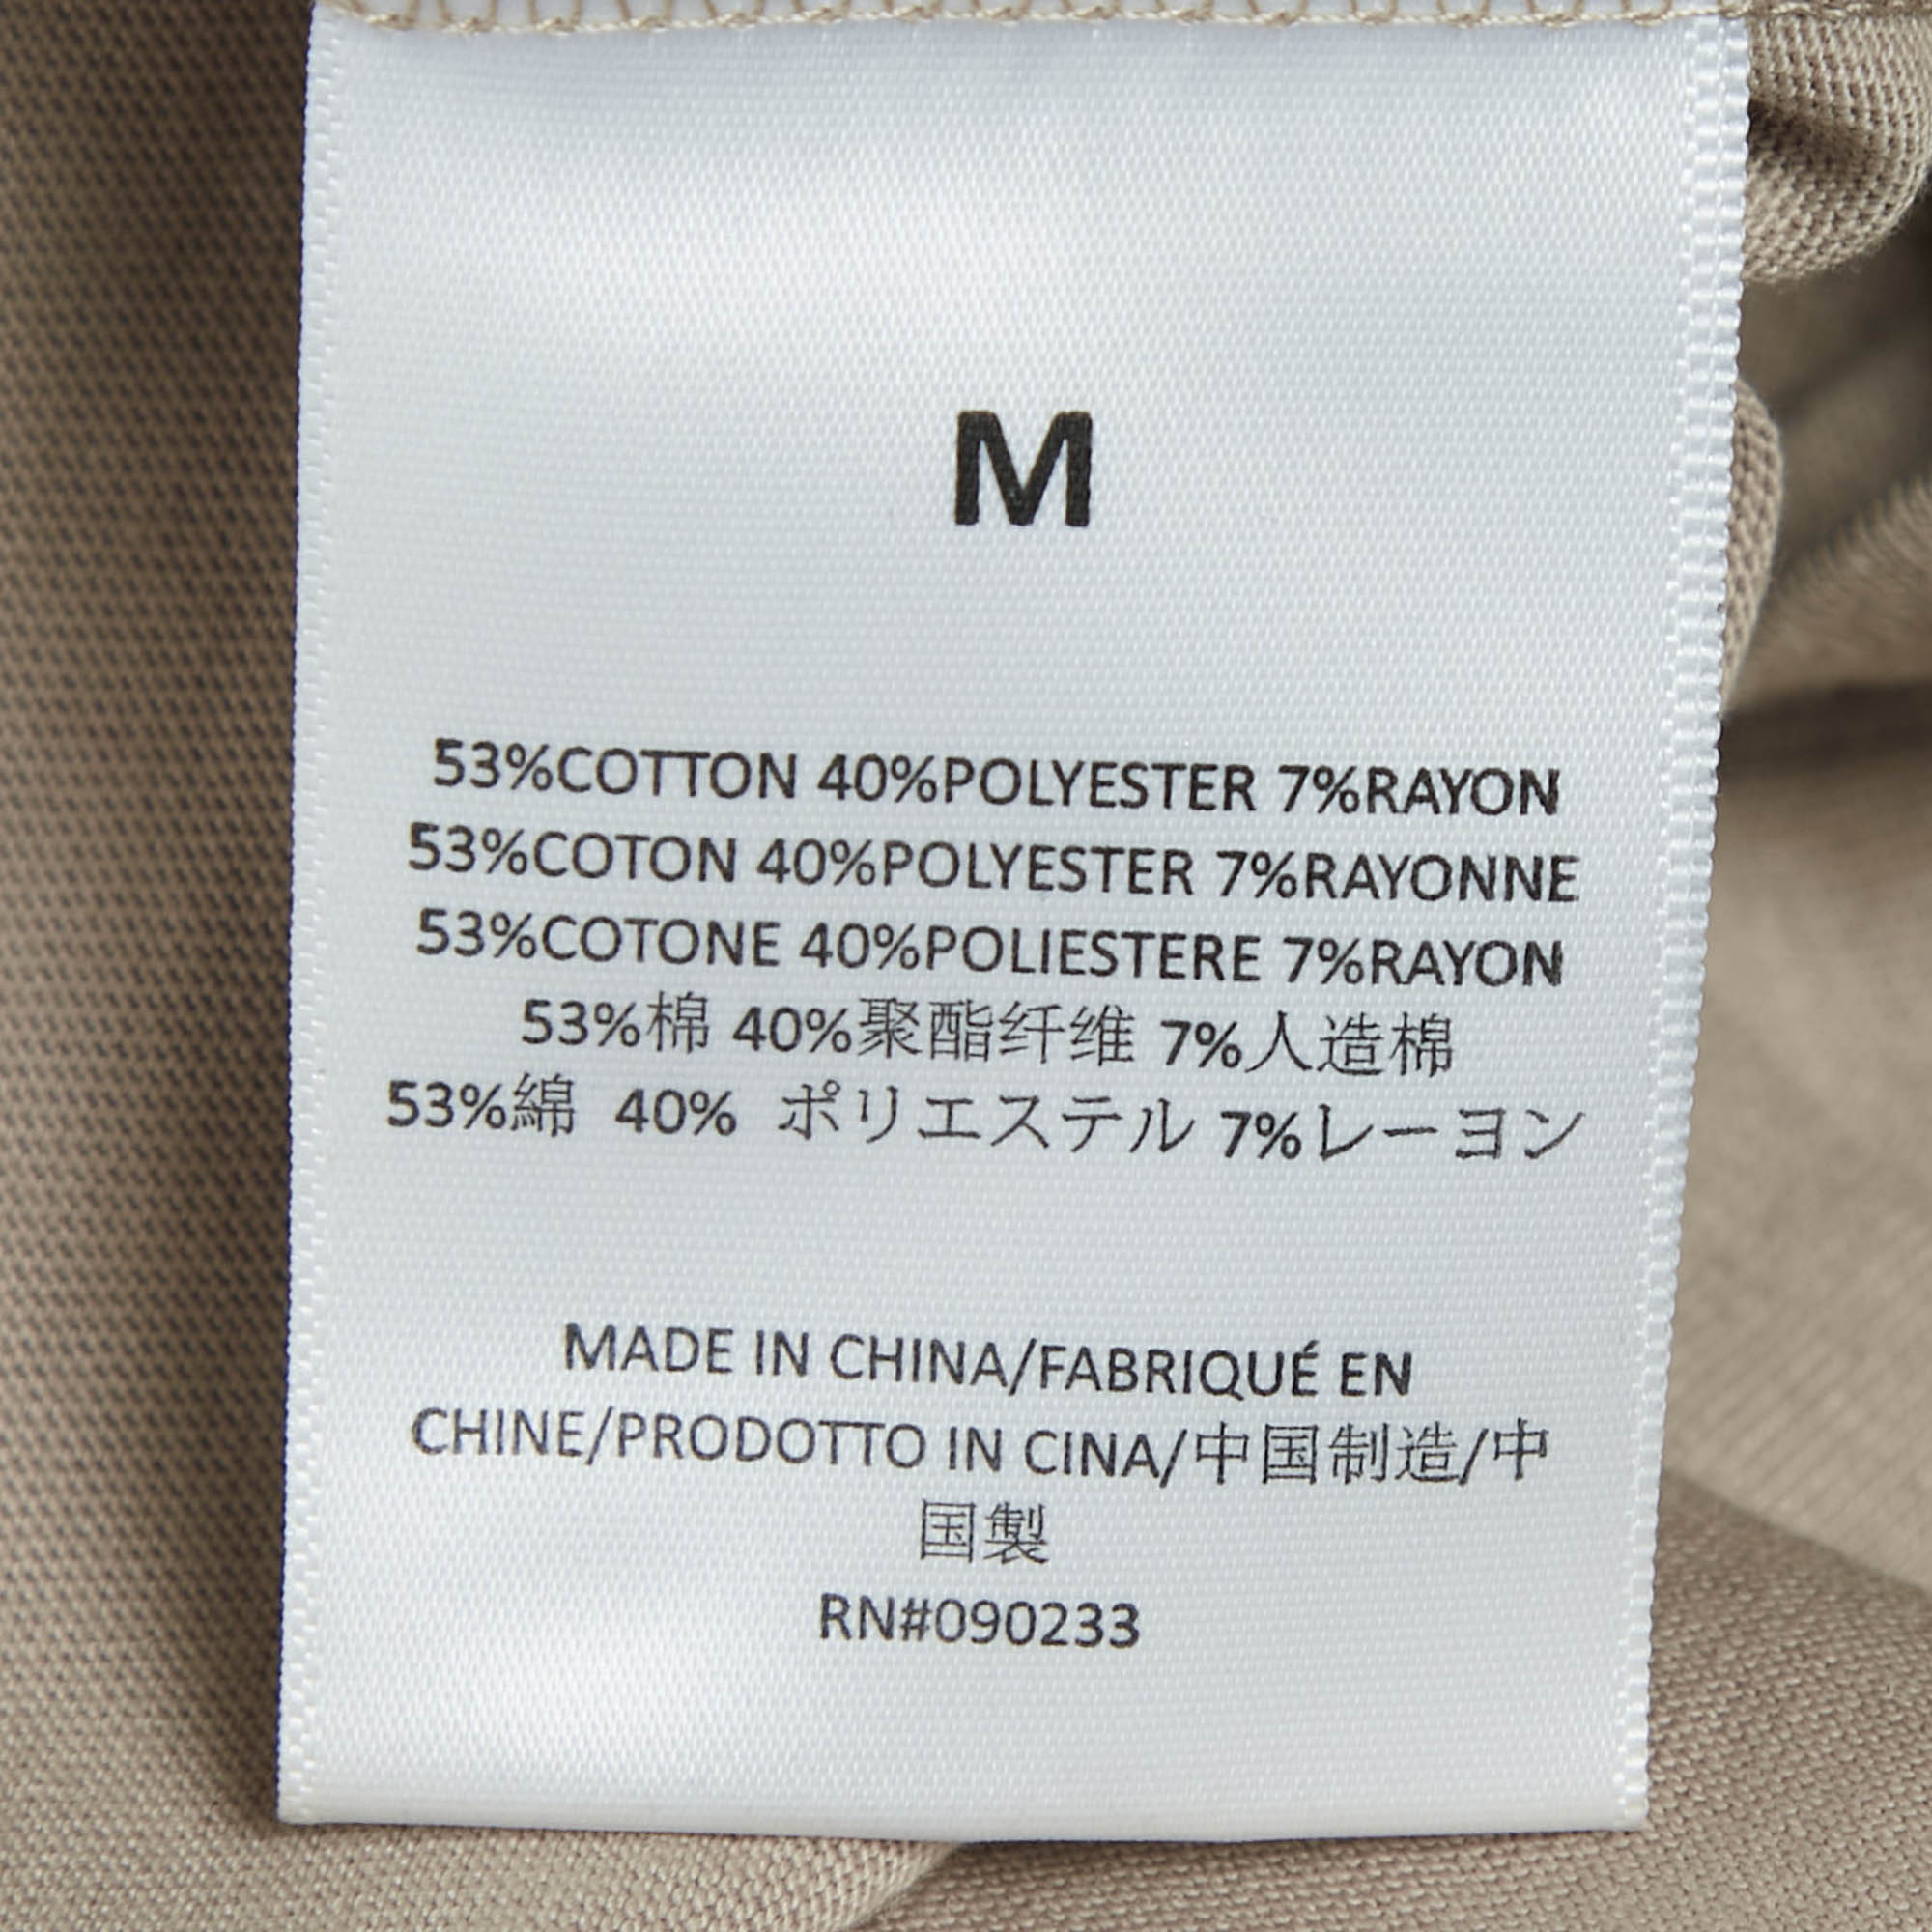 M
53%COTTON 40%POLYESTER 7%RAYON
53%COTON 40%POLYESTER 7%RAYONNE
53%COTONE 40%POLIESTERE 7%RAYON
53%棉 40%聚酯纤维 7%人造棉
53%綿 40% ポリエステル 7%レーヨン
MADE IN CHINA/FABRIQUÉ EN
CHINE/PRODOTTO IN CINA/中国制造/中
国製
RN#090233